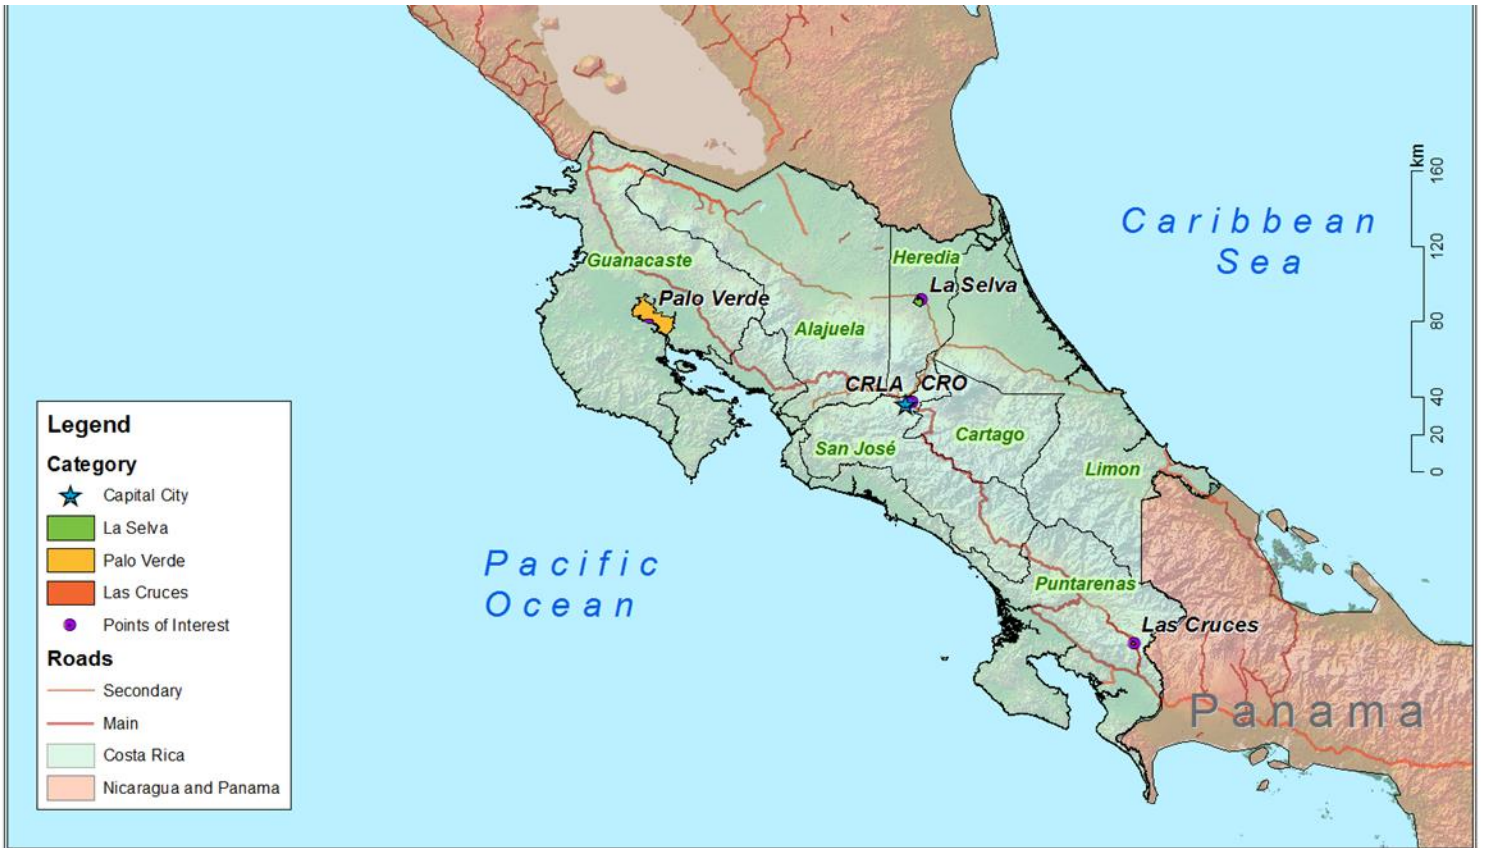 Caribbean
Sea
km
160
120
80
40
20
0
Guanacaste
Heredia
La Selva
Palo Verde
Alajuela
CRLA
CRO
San José
Cartago
Limon
Pacific
Ocean
Puntarenas
Las Cruces
Panama
Legend
Category
Capital City
La Selva
Palo Verde
Las Cruces
Points of Interest
Roads
Secondary
Main
Costa Rica
Nicaragua and Panama